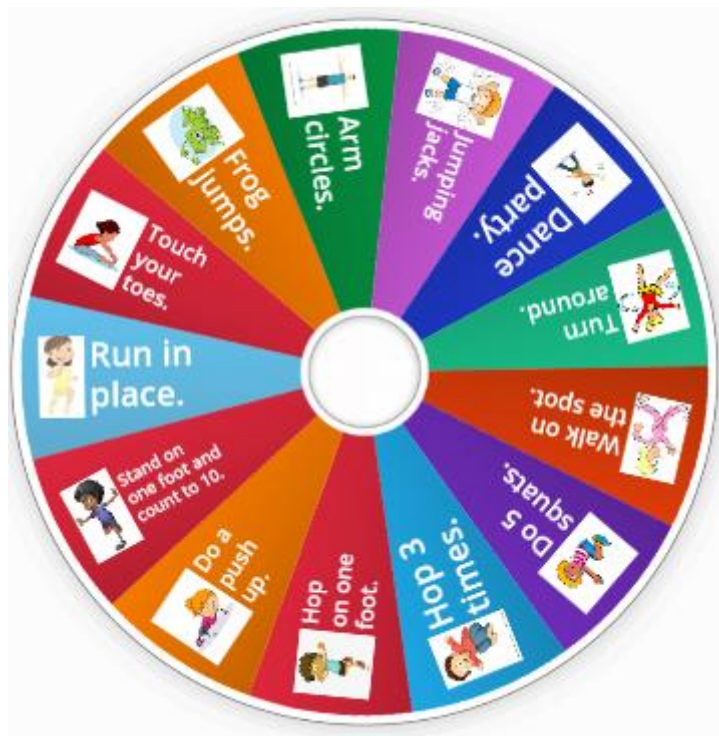 Arm
circles.
Jumping
jacks.
Dance
party.
Turn
around.
Walk on
the spot.
Do 5
squats.
Hop 3
times.
Hop
on one
foot.
Do a
push
up.
Stand on
one foot and
count to 10.
Run in
place.
Touch
your
toes.
Frog
jumps.